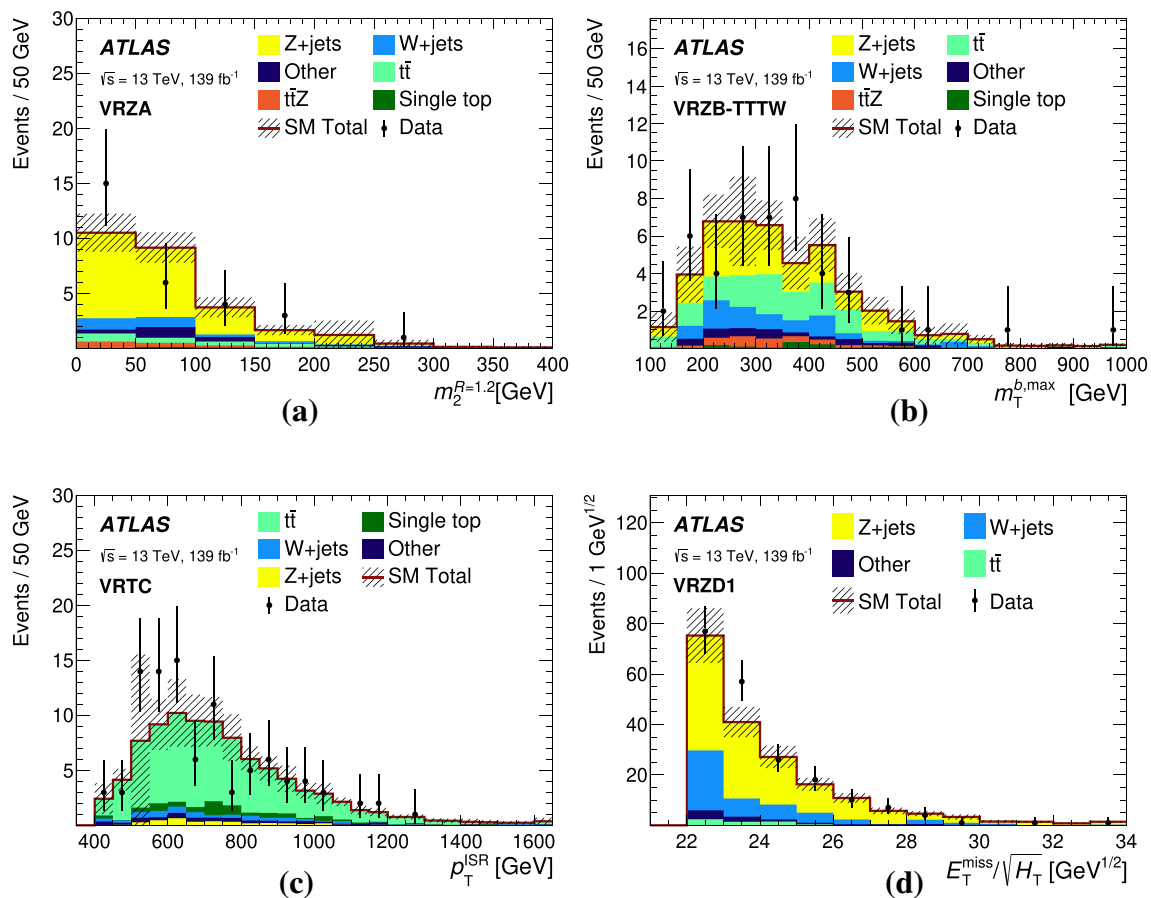 Events / 50 GeV
30
25
20
15
10
5
ATLAS
√s = 13 TeV, 139 fb⁻¹
VRZA
Z+jets W+jets
Other tt̄
tt̄Z Single top
SM Total Data
0 50 100 150 200 250 300 350 400
m₂^{R=1.2}[GeV]
(a)
Events / 50 GeV
16
14
12
10
8
6
4
2
ATLAS
√s = 13 TeV, 139 fb⁻¹
VRZB-TTTW
Z+jets tt̄
W+jets Other
tt̄Z Single top
SM Total Data
100 200 300 400 500 600 700 800 900 1000
m_T^{b,max} [GeV]
(b)
Events / 50 GeV
30
25
20
15
10
5
ATLAS
√s = 13 TeV, 139 fb⁻¹
VRTC
tt̄ Single top
W+jets Other
Z+jets SM Total
Data
400 600 800 1000 1200 1400 1600
p_T^{ISR} [GeV]
(c)
Events / 1 GeV^{1/2}
120
100
80
60
40
20
ATLAS
√s = 13 TeV, 139 fb⁻¹
VRZD1
Z+jets W+jets
Other tt̄
SM Total Data
22 24 26 28 30 32 34
E_T^{miss}/√H_T [GeV^{1/2}]
(d)